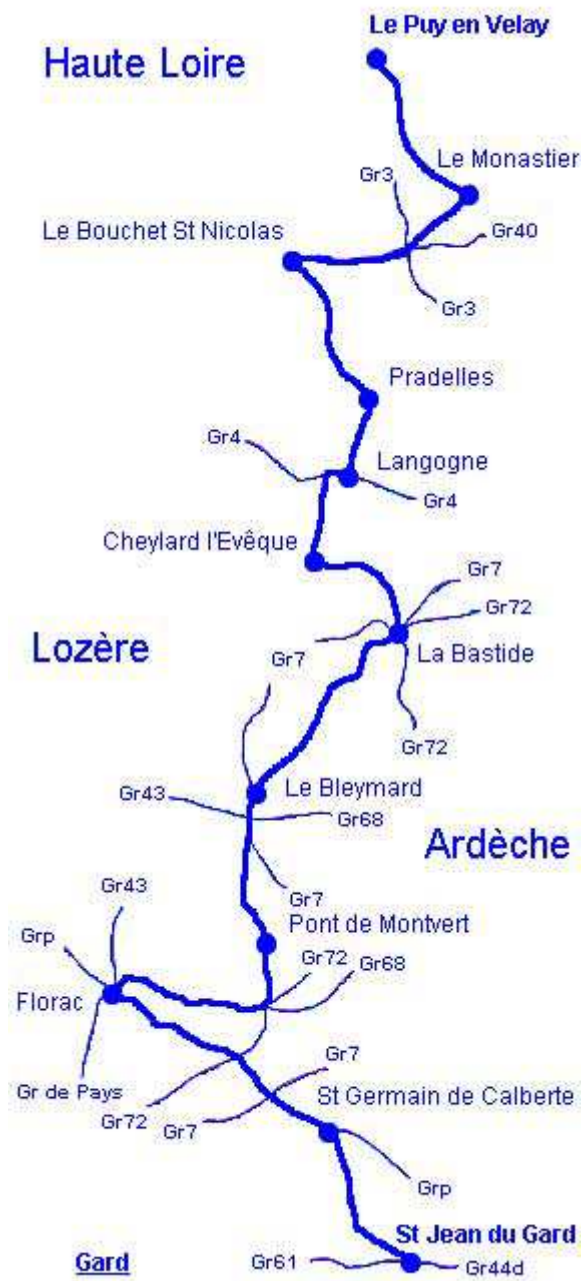 Le Puy en Velay
Haute Loire
Le Monastier
Gr3
Le Bouchet St Nicolas
Gr40
Gr3
Pradelles
Gr4
Langogne
Gr4
Cheylard l'Evêque
Gr7
Gr72
Lozère
La Bastide
Gr7
Gr72
Le Bleymard
Gr43
Gr68
Ardèche
Gr43
Gr7
Pont de Montvert
Grp
Gr72
Gr68
Florac
Gr7
Gr de Pays
St Germain de Calberte
Gr72
Gr7
Grp
St Jean du Gard
Gard
Gr61
Gr44d